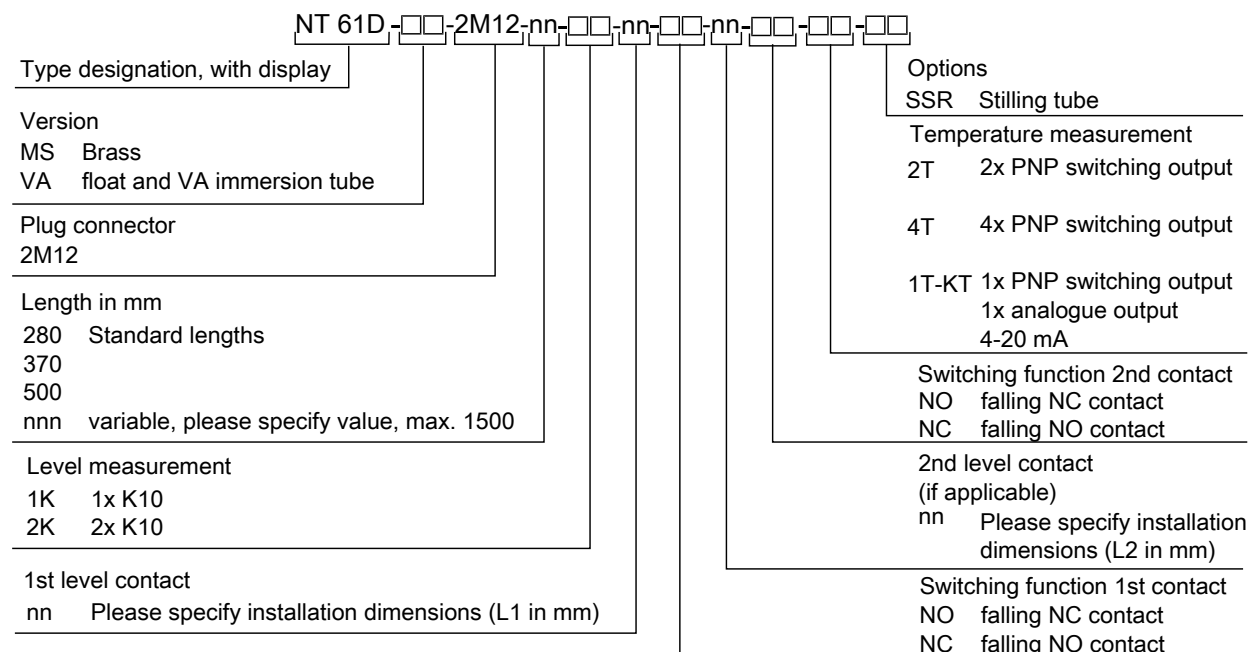 NT 61D-□□-2M12-nn-□□-nn-□□-nn-□□-□□-□□
Type designation, with display
Version
MS Brass
VA float and VA immersion tube
Plug connector
2M12
Length in mm
280 Standard lengths
370
500
nnn variable, please specify value, max. 1500
Level measurement
1K 1x K10
2K 2x K10
1st level contact
nn Please specify installation dimensions (L1 in mm)
Options
SSR Stilling tube
Temperature measurement
2T 2x PNP switching output
4T 4x PNP switching output
1T-KT 1x PNP switching output
1x analogue output
4-20 mA
Switching function 2nd contact
NO falling NC contact
NC falling NO contact
2nd level contact
(if applicable)
nn Please specify installation
dimensions (L2 in mm)
Switching function 1st contact
NO falling NC contact
NC falling NO contact